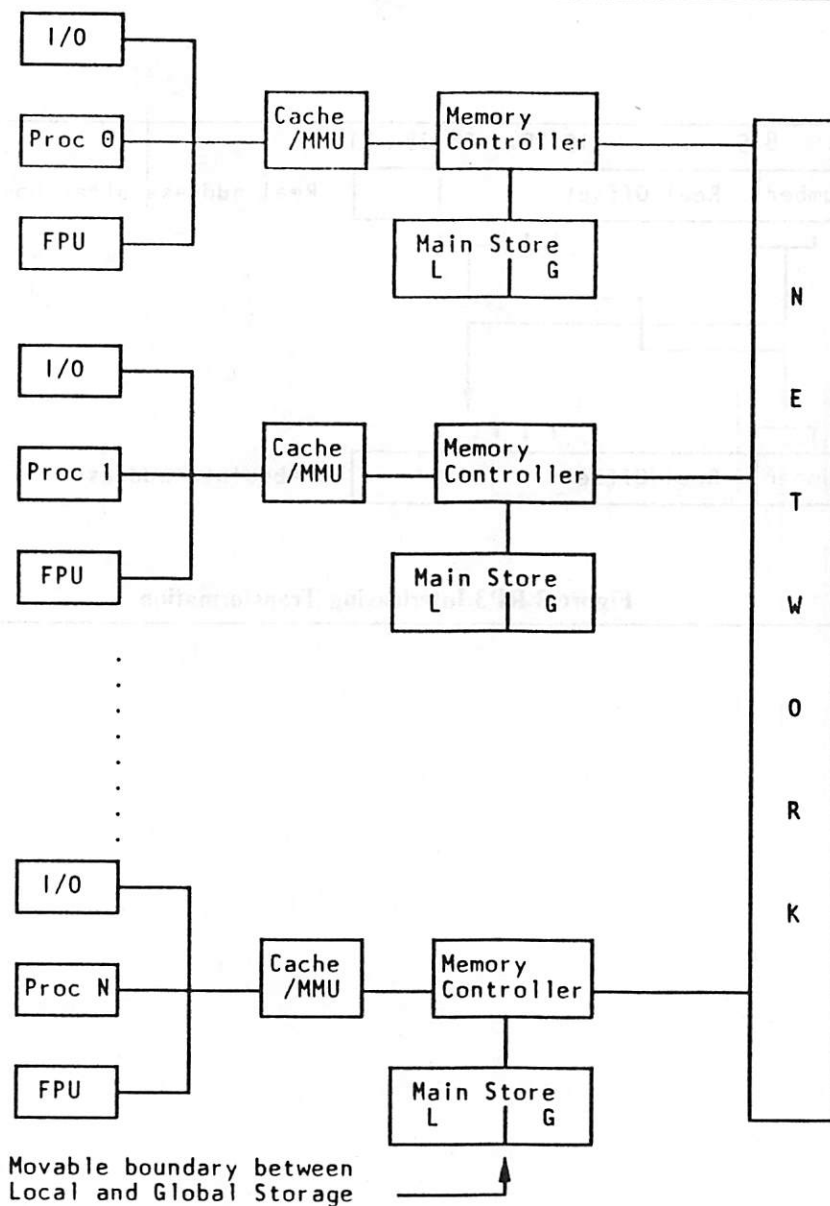 I/O
Proc 0
FPU
Cache
/MMU
Memory
Controller
Main Store
L G
I/O
Proc 1
FPU
Cache
/MMU
Memory
Controller
Main Store
L G
I/O
Proc N
FPU
Cache
/MMU
Memory
Controller
Main Store
L G
N
E
T
W
O
R
K
Movable boundary between
Local and Global Storage